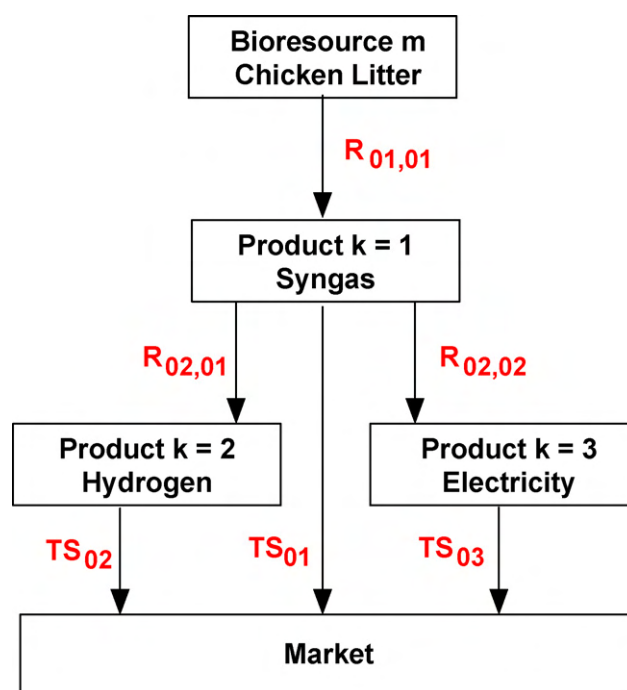 Bioresource m
Chicken Litter
R01,01
Product k = 1
Syngas
R02,01
R02,02
Product k = 2
Hydrogen
Product k = 3
Electricity
TS02
TS01
TS03
Market